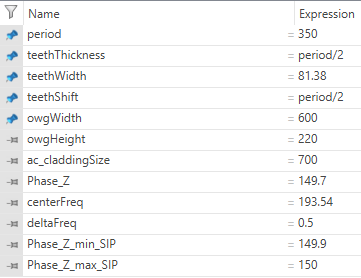 Name Expression
period = 350
teethThickness = period/2
teethWidth = 81.38
teethShift = period/2
owgWidth = 600
owgHeight = 220
ac_claddingSize = 700
Phase_Z = 149.7
centerFreq = 193.54
deltaFreq = 0.5
Phase_Z_min_SIP = 149.9
Phase_Z_max_SIP = 150